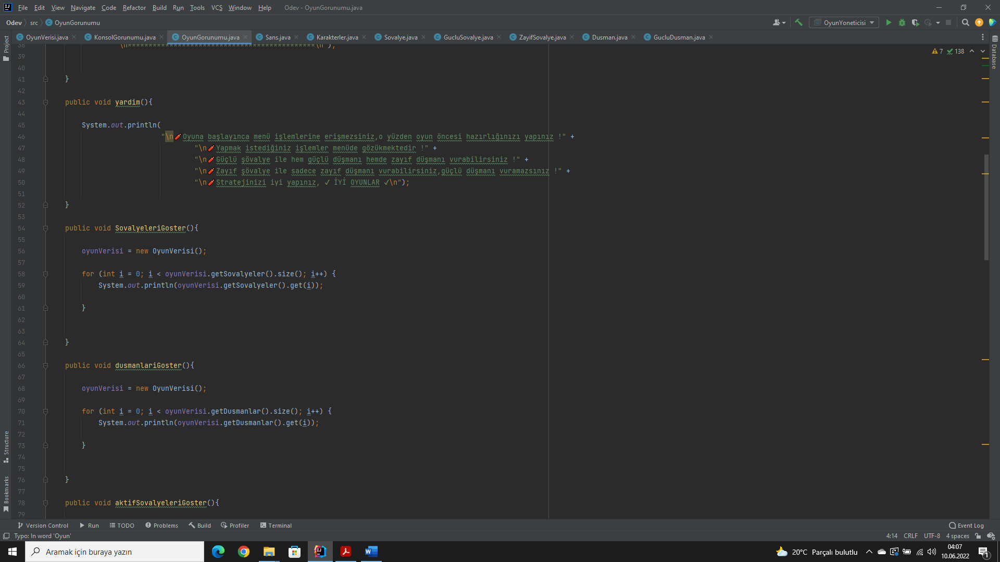 File Edit View Navigate Code Refactor Build Run Tools VCS Window Help Odev - OyunGorunumu.java
Odev src OyunGorunumu OyunYoneticisi
OyunVerisi.java KonsolGorunumu.java OyunGorunumu.java Sans.java Karakterler.java Sovalye.java GucluSovalye.java ZayifSovalye.java Dusman.java GucluDusman.java
Project
Database
7 138
38 \n*********************************************\n");
39
40
41 }
42
43 public void yardim(){
44
45 System.out.println(
46 "\n🧨Oyuna başlayınca menü işlemlerine erişmezsiniz,o yüzden oyun öncesi hazırlığınızı yapınız !" +
47 "\n🧨Yapmak istediğiniz işlemler menüde gözükmektedir !" +
48 "\n🧨Güçlü şövalye ile hem güçlü düşmanı hemde zayıf düşmanı vurabilirsiniz !" +
49 "\n🧨Zayıf şövalye ile sadece zayıf düşmanı vurabilirsiniz,güçlü düşmanı vuramazsınız !" +
50 "\n🧨Stratejinizi iyi yapınız, ✓ İYİ OYUNLAR ✓\n");
51
52 }
53
54 public void SovalyeleriGoster(){
55
56 oyunVerisi = new OyunVerisi();
57
58 for (int i = 0; i < oyunVerisi.getSovalyeler().size(); i++) {
59 System.out.println(oyunVerisi.getSovalyeler().get(i));
60
61 }
62
63
64 }
65
66 public void dusmanlariGoster(){
67
68 oyunVerisi = new OyunVerisi();
69
70 for (int i = 0; i < oyunVerisi.getDusmanlar().size(); i++) {
71 System.out.println(oyunVerisi.getDusmanlar().get(i));
72
73 }
74
75
76 }
77
78 public void aktifSovalyeleriGoster(){
79
Structure
Bookmarks
Version Control Run TODO Problems Build Profiler Terminal Event Log
Typo: In word 'Oyun' 4:14 CRLF UTF-8 4 spaces
Aramak için buraya yazın 20°C Parçalı bulutlu 04:07
10.06.2022 1